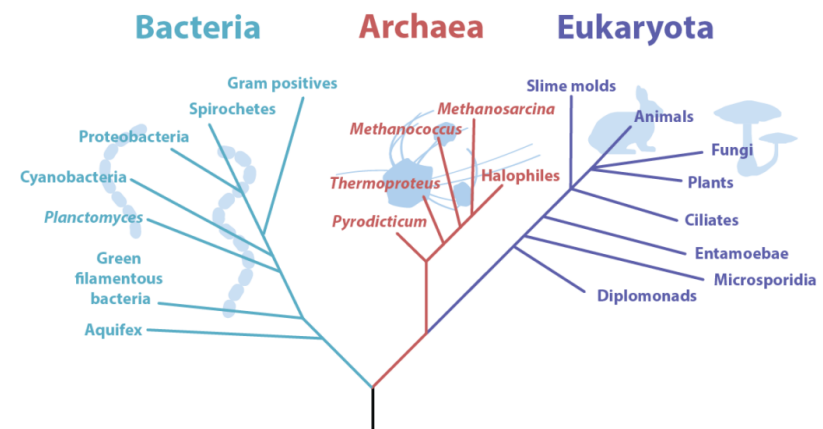 Bacteria
Archaea
Eukaryota
Gram positives
Spirochetes
Proteobacteria
Cyanobacteria
Planctomyces
Green
filamentous
bacteria
Aquifex
Methanosarcina
Methanococcus
Thermoproteus
Halophiles
Pyrodicticum
Slime molds
Animals
Fungi
Plants
Ciliates
Entamoebae
Microsporidia
Diplomonads